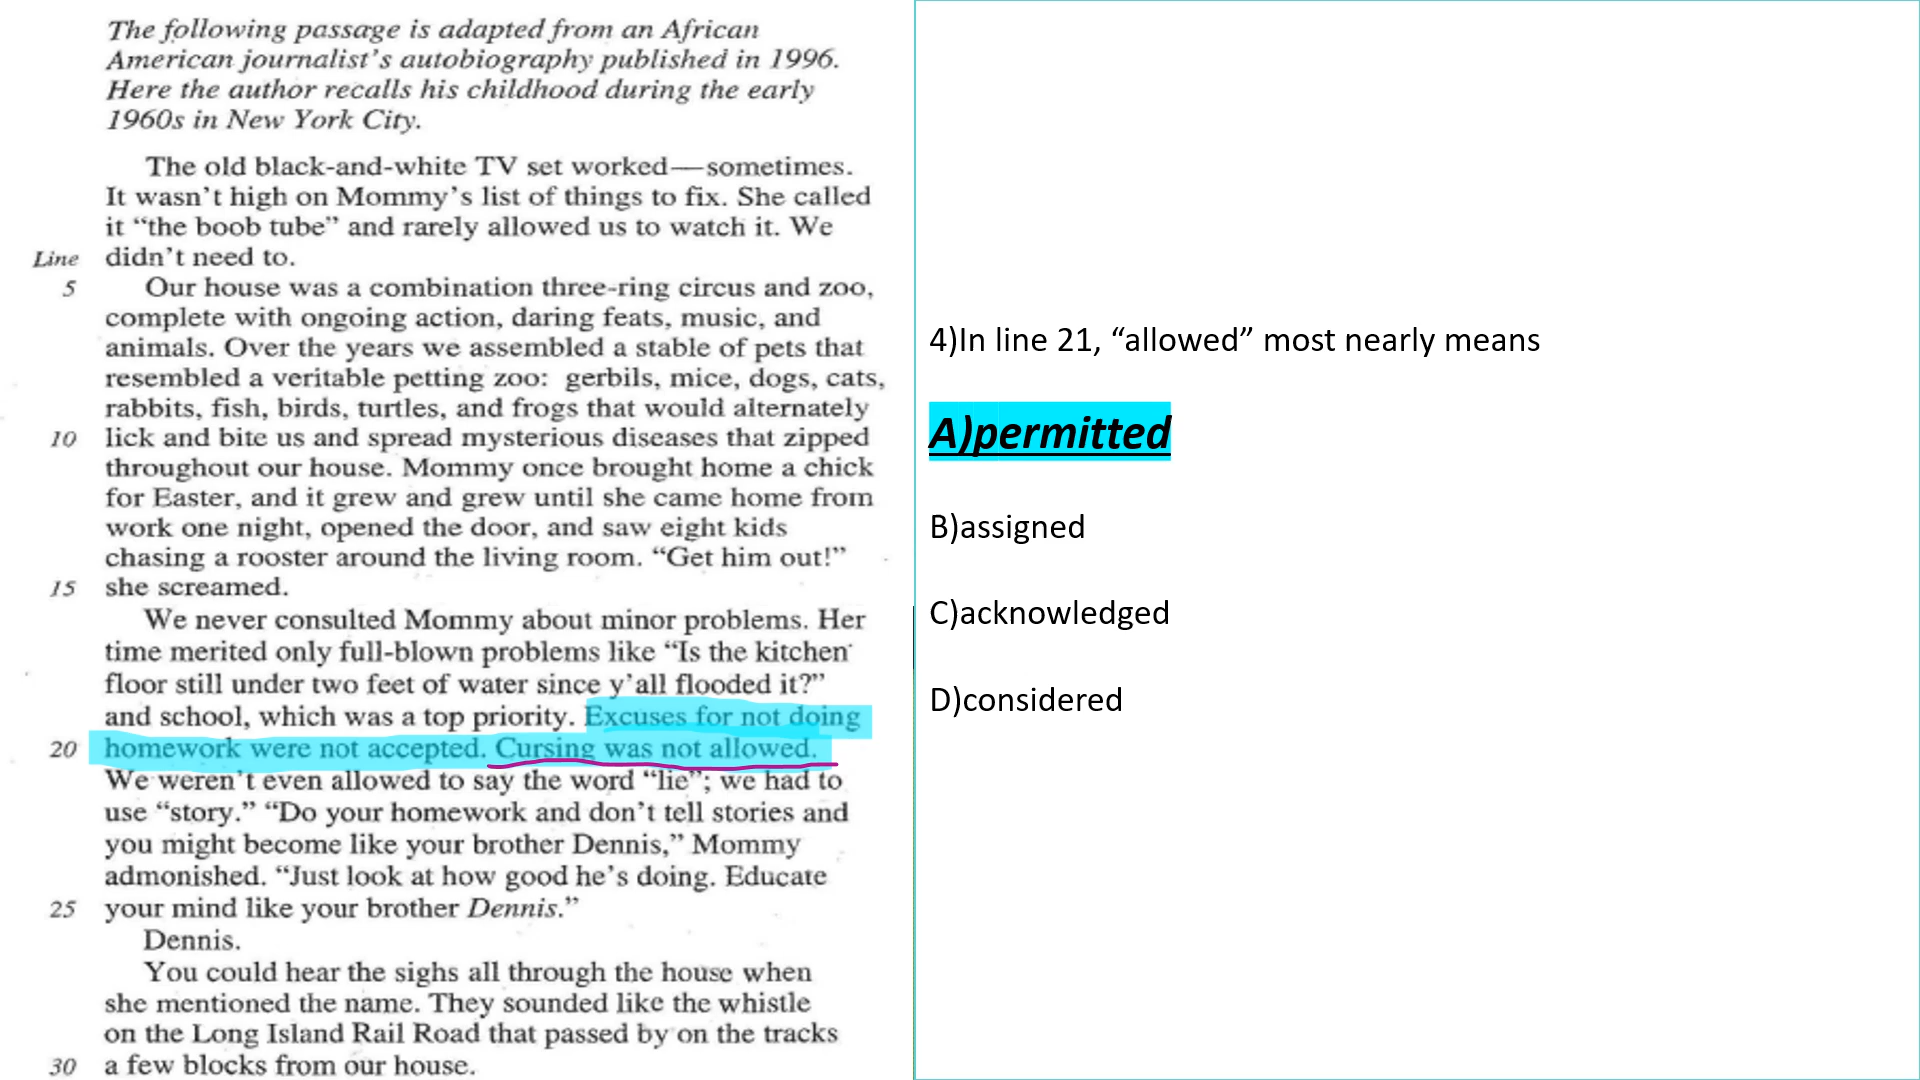 The following passage is adapted from an African
American journalist's autobiography published in 1996.
Here the author recalls his childhood during the early
1960s in New York City.
The old black-and-white TV set worked—sometimes.
It wasn't high on Mommy's list of things to fix. She called
it “the boob tube” and rarely allowed us to watch it. We
Line didn't need to.
5 Our house was a combination three-ring circus and zoo,
complete with ongoing action, daring feats, music, and
animals. Over the years we assembled a stable of pets that
resembled a veritable petting zoo: gerbils, mice, dogs, cats,
rabbits, fish, birds, turtles, and frogs that would alternately
10 lick and bite us and spread mysterious diseases that zipped
throughout our house. Mommy once brought home a chick
for Easter, and it grew and grew until she came home from
work one night, opened the door, and saw eight kids
chasing a rooster around the living room. “Get him out!”
15 she screamed.
We never consulted Mommy about minor problems. Her
time merited only full-blown problems like “Is the kitchen
floor still under two feet of water since y'all flooded it?”
and school, which was a top priority. Excuses for not doing
20 homework were not accepted. Cursing was not allowed.
We weren't even allowed to say the word “lie”; we had to
use “story.” “Do your homework and don't tell stories and
you might become like your brother Dennis,” Mommy
admonished. “Just look at how good he's doing. Educate
25 your mind like your brother Dennis.”
Dennis.
You could hear the sighs all through the house when
she mentioned the name. They sounded like the whistle
on the Long Island Rail Road that passed by on the tracks
30 a few blocks from our house.
4)In line 21, “allowed” most nearly means
A)permitted
B)assigned
C)acknowledged
D)considered